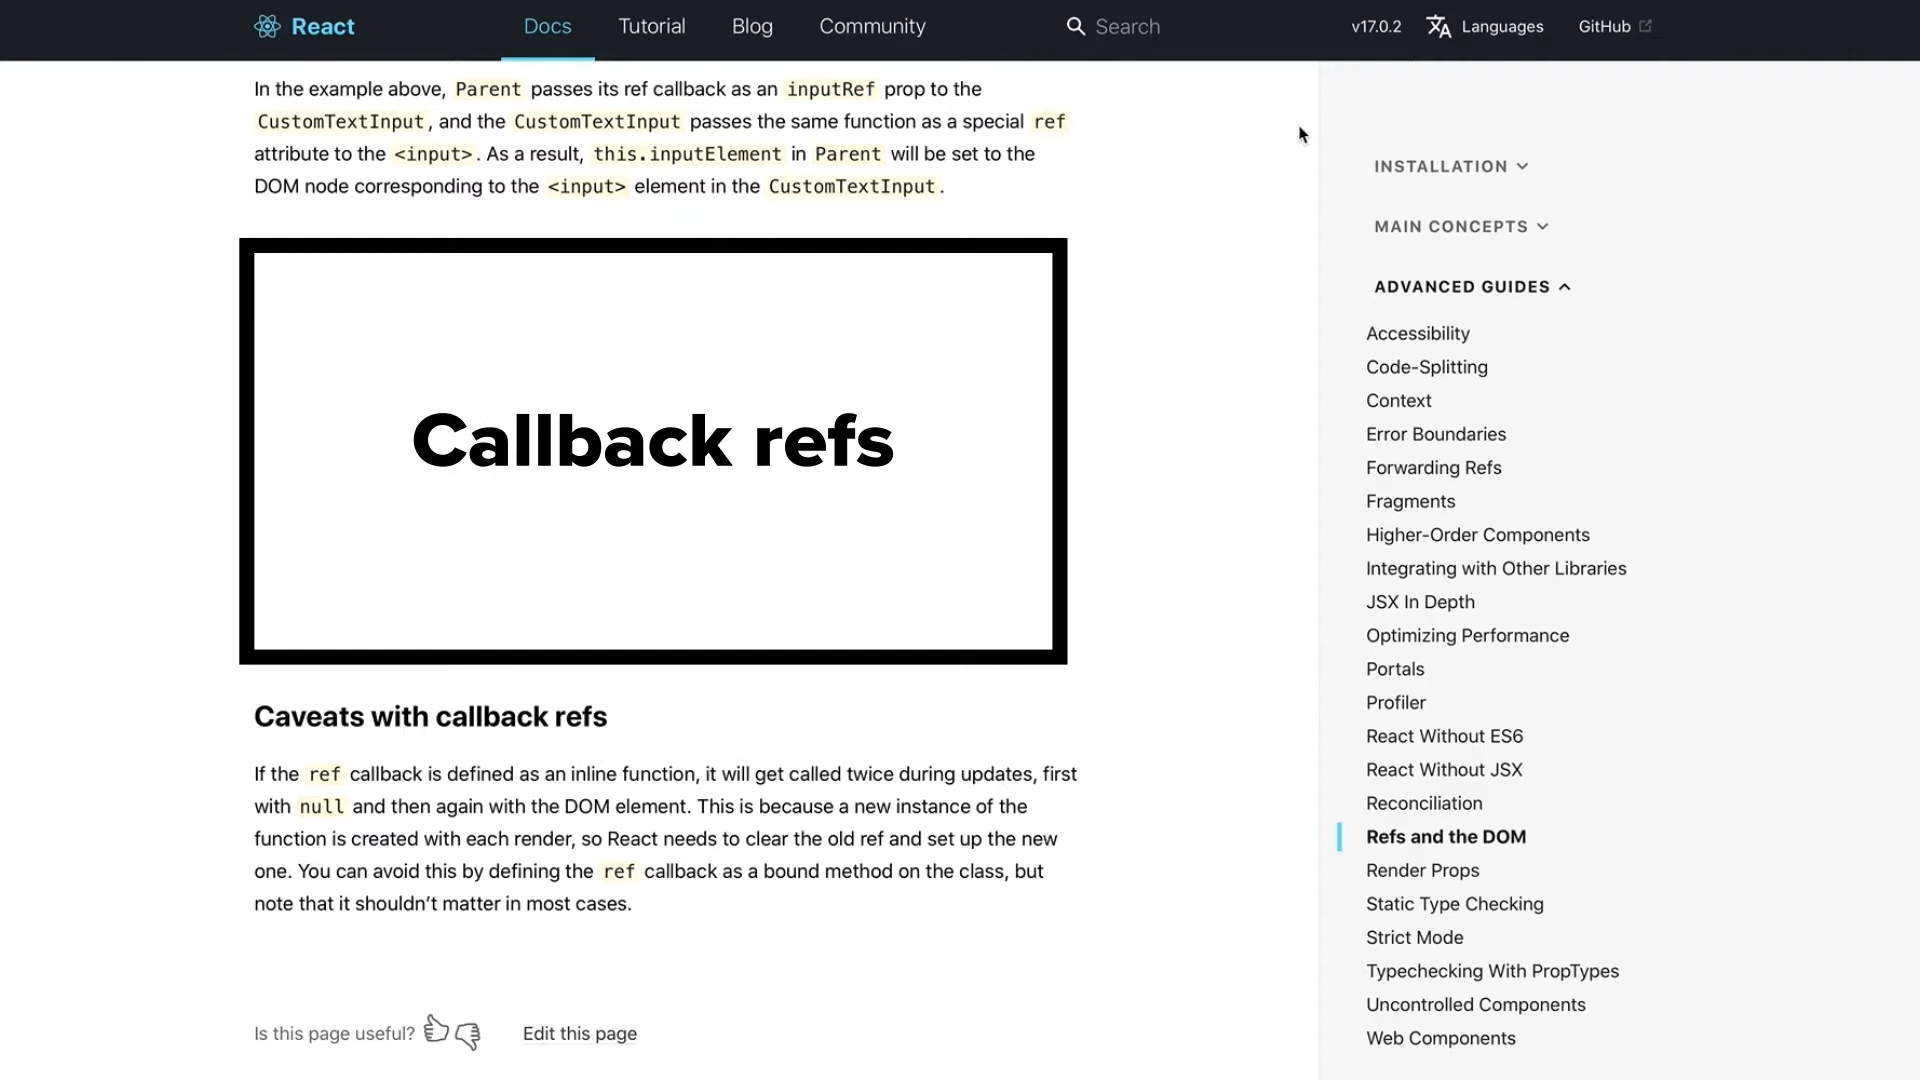 React
Docs
Tutorial
Blog
Community
Search
v17.0.2
Languages
GitHub
In the example above, Parent passes its ref callback as an inputRef prop to the
CustomTextInput, and the CustomTextInput passes the same function as a special ref
attribute to the <input>. As a result, this.inputElement in Parent will be set to the
DOM node corresponding to the <input> element in the CustomTextInput.
Callback refs
Caveats with callback refs
If the ref callback is defined as an inline function, it will get called twice during updates, first
with null and then again with the DOM element. This is because a new instance of the
function is created with each render, so React needs to clear the old ref and set up the new
one. You can avoid this by defining the ref callback as a bound method on the class, but
note that it shouldn’t matter in most cases.
Is this page useful?
Edit this page
INSTALLATION
MAIN CONCEPTS
ADVANCED GUIDES
Accessibility
Code-Splitting
Context
Error Boundaries
Forwarding Refs
Fragments
Higher-Order Components
Integrating with Other Libraries
JSX In Depth
Optimizing Performance
Portals
Profiler
React Without ES6
React Without JSX
Reconciliation
Refs and the DOM
Render Props
Static Type Checking
Strict Mode
Typechecking With PropTypes
Uncontrolled Components
Web Components